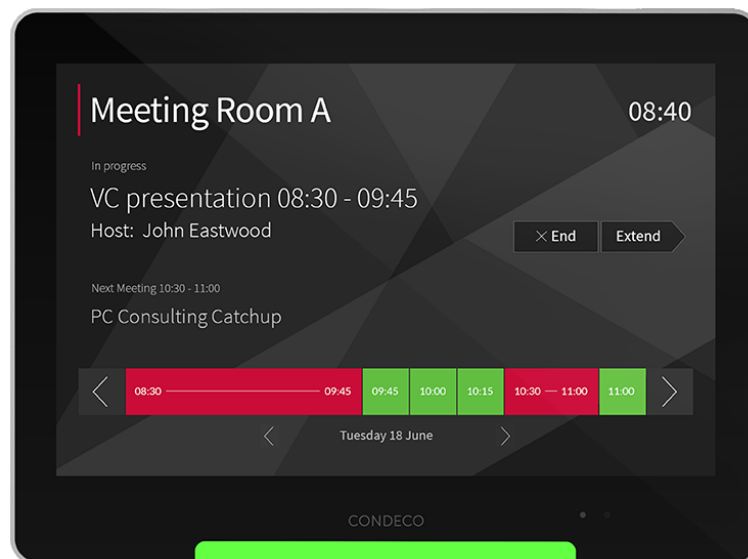 Meeting Room A 08:40
In progress
VC presentation 08:30 - 09:45
Host: John Eastwood
× End Extend
Next Meeting 10:30 - 11:00
PC Consulting Catchup
08:30 09:45 09:45 10:00 10:15 10:30 — 11:00 11:00
Tuesday 18 June
CONDECO